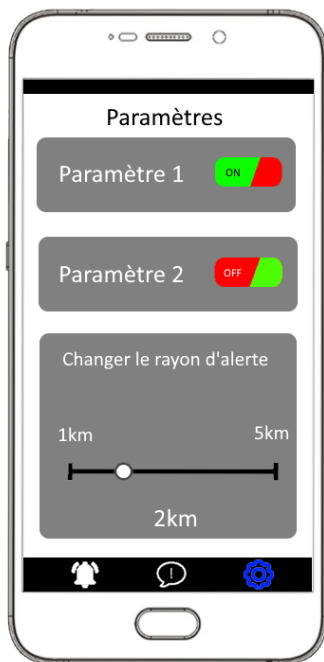 Paramètres
Paramètre 1
ON
Paramètre 2
OFF
Changer le rayon d'alerte
1km
5km
2km
!